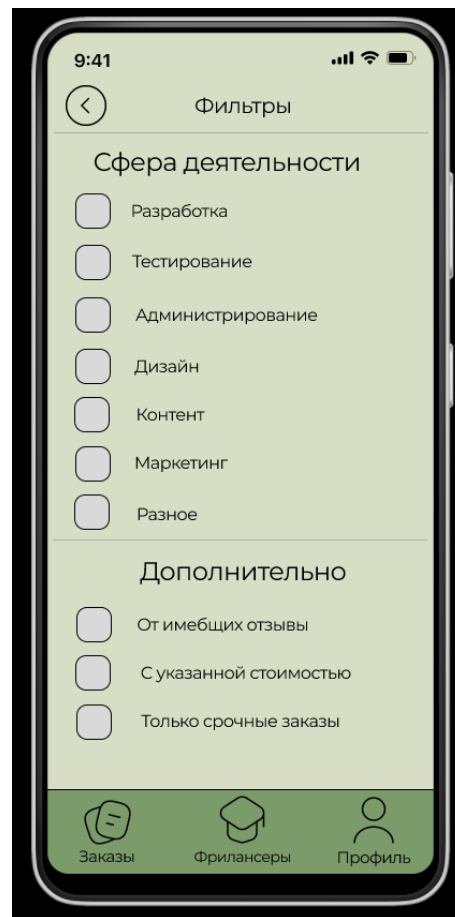 9:41
Фильтры
Сфера деятельности
Разработка
Тестирование
Администрирование
Дизайн
Контент
Маркетинг
Разное
Дополнительно
От имебщих отзывы
С указанной стоимостью
Только срочные заказы
Заказы Фрилансеры Профиль